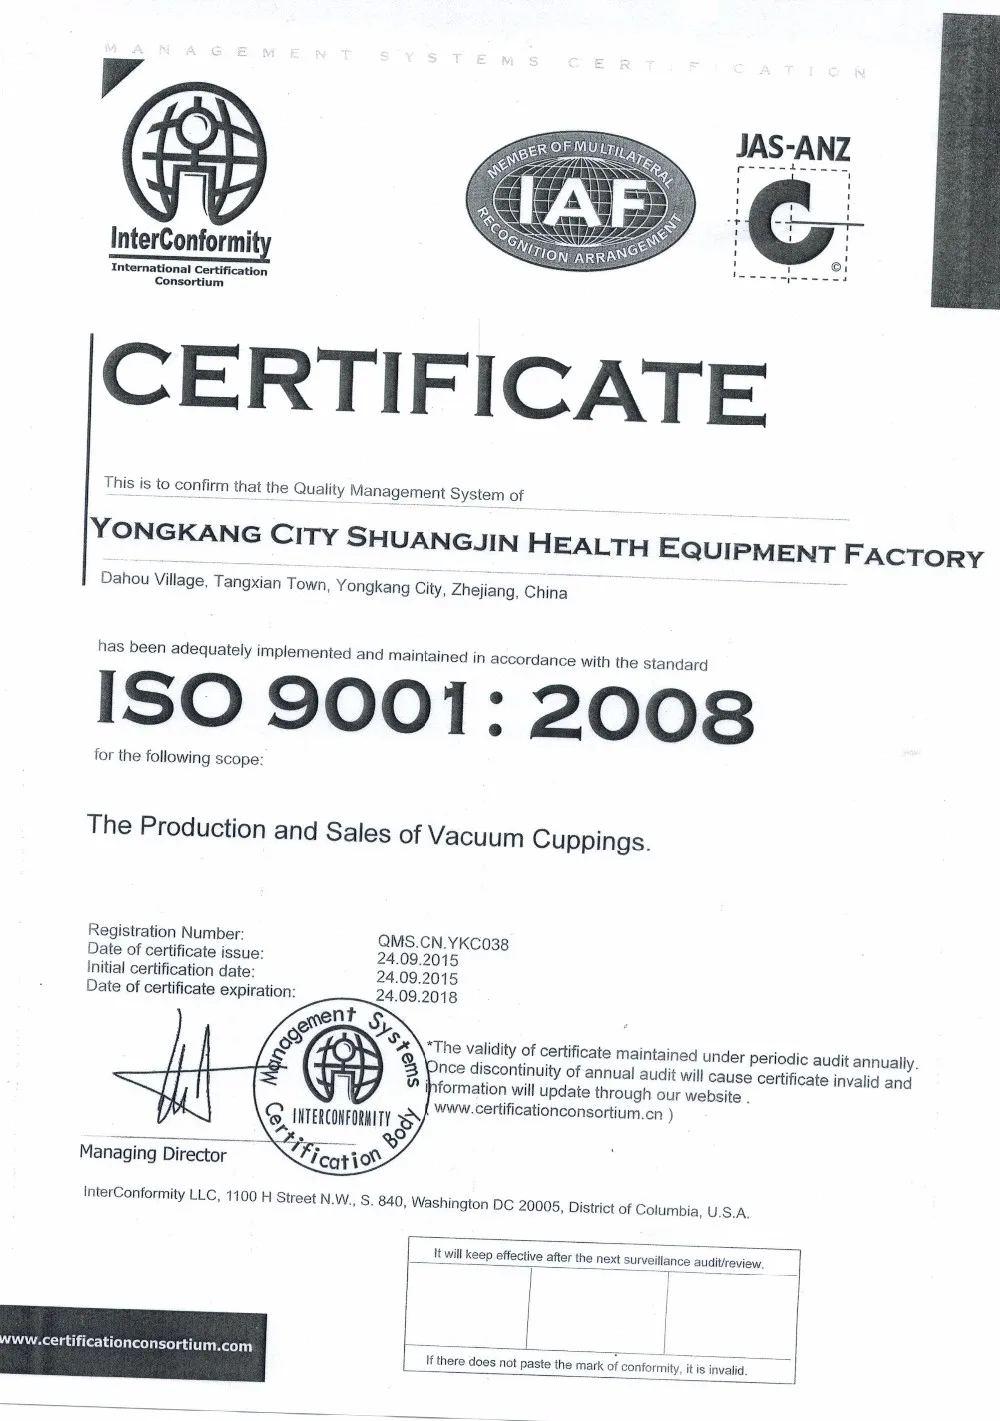 MANAGEMENT SYSTEMS CERTIFICATION
InterConformity
International Certification
Consortium
MEMBER OF MULTILATERAL
IAF
RECOGNITION ARRANGEMENT
JAS-ANZ
©
CERTIFICATE
This is to confirm that the Quality Management System of
YONGKANG CITY SHUANGJIN HEALTH EQUIPMENT FACTORY
Dahou Village, Tangxian Town, Yongkang City, Zhejiang, China
has been adequately implemented and maintained in accordance with the standard
ISO 9001: 2008
for the following scope:
The Production and Sales of Vacuum Cuppings.
Registration Number: QMS.CN.YKC038
Date of certificate issue: 24.09.2015
Initial certification date: 24.09.2015
Date of certificate expiration: 24.09.2018
Management Systems
INTERCONFORMITY
Certification Body
*The validity of certificate maintained under periodic audit annually.
Once discontinuity of annual audit will cause certificate invalid and
information will update through our website .
( www.certificationconsortium.cn )
Managing Director
InterConformity LLC, 1100 H Street N.W., S. 840, Washington DC 20005, District of Columbia, U.S.A.
It will keep effective after the next surveillance audit/review.
If there does not paste the mark of conformity, it is invalid.
www.certificationconsortium.com